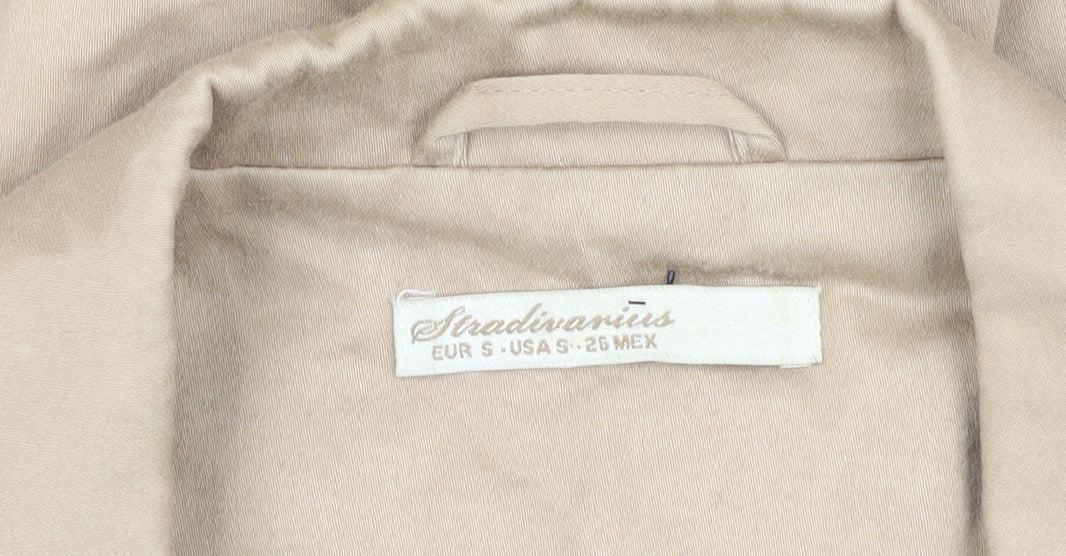 Stradivarius
EUR S - USA S - 26 MEX